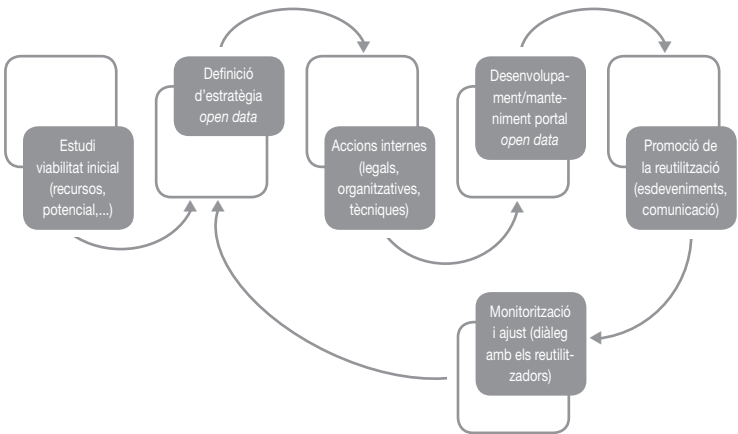 Estudi
viabilitat inicial
(recursos,
potencial,...)
Definició
d'estratègia
open data
Accions internes
(legals,
organitzatives,
tècniques)
Desenvolupa-
ment/mante-
niment portal
open data
Promoció de
la reutilització
(esdeveniments,
comunicació)
Monitorització
i ajust (diàleg
amb els reutilit-
zadors)